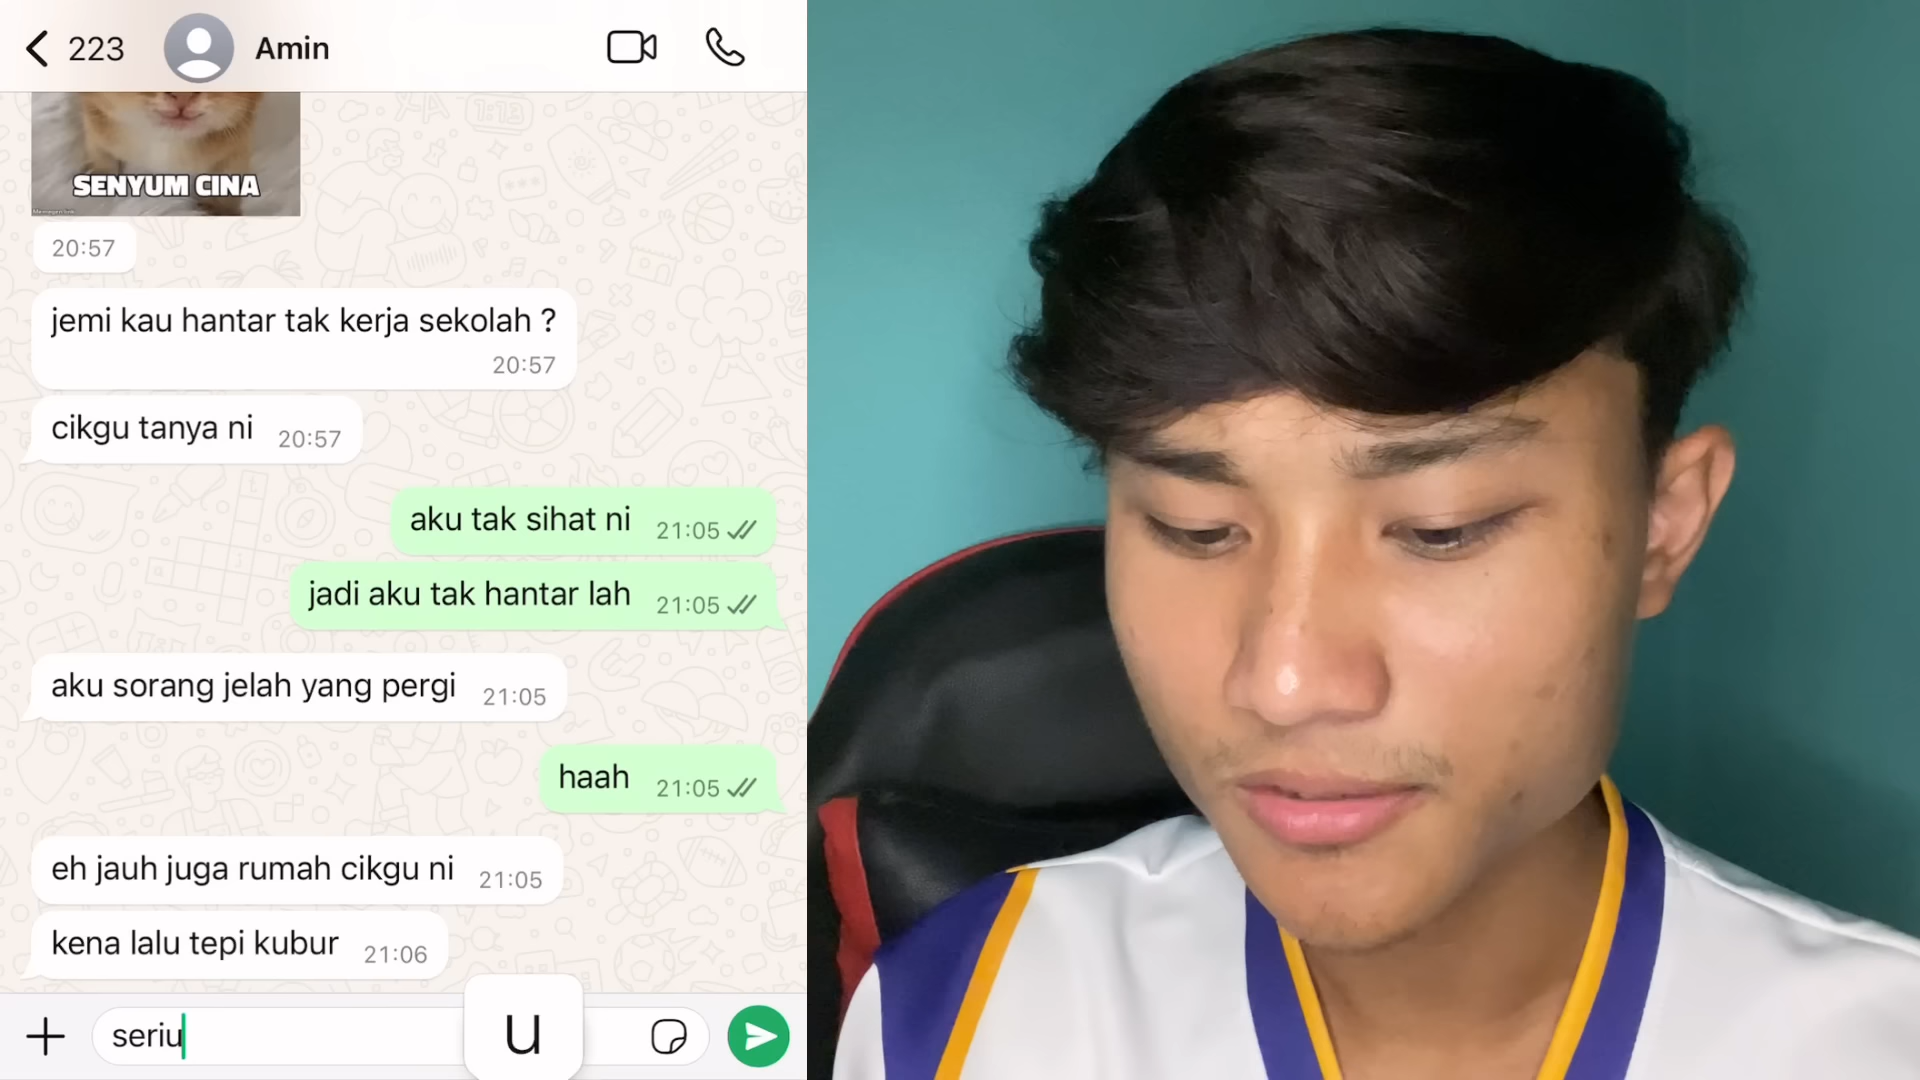 223
Amin
SENYUM CINA
20:57
jemi kau hantar tak kerja sekolah ?
20:57
cikgu tanya ni 20:57
aku tak sihat ni 21:05
jadi aku tak hantar lah 21:05
aku sorang jelah yang pergi 21:05
haah 21:05
eh jauh juga rumah cikgu ni 21:05
kena lalu tepi kubur 21:06
seriu
u